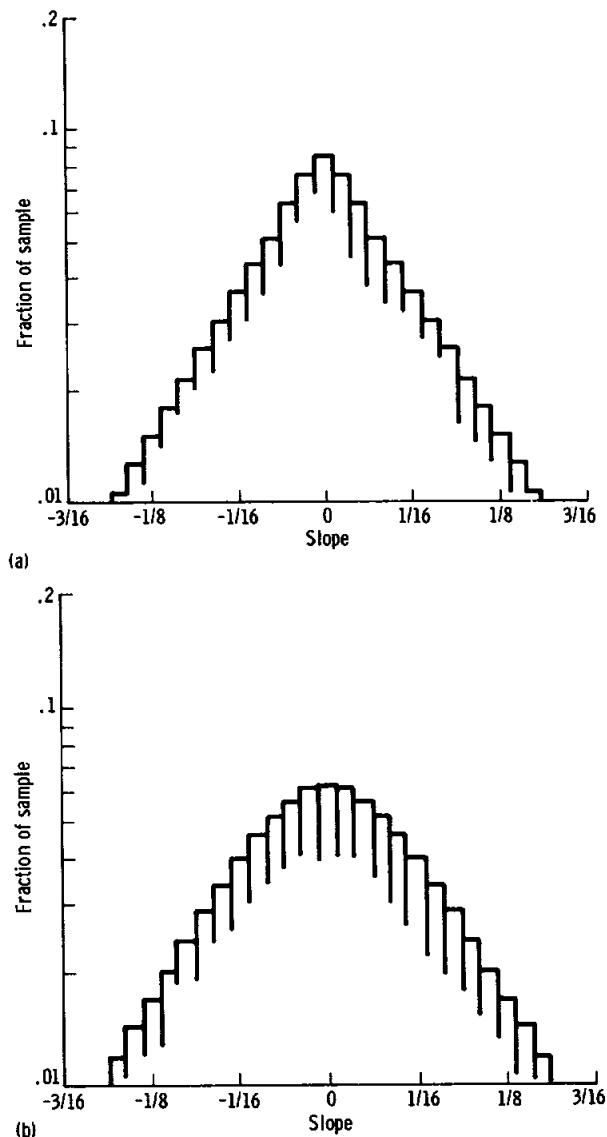 .2
.1
Fraction of sample
.01
-3/16 -1/8 -1/16 0 1/16 1/8 3/16
Slope
(a)
.2
.1
Fraction of sample
.01
-3/16 -1/8 -1/16 0 1/16 1/8 3/16
Slope
(b)